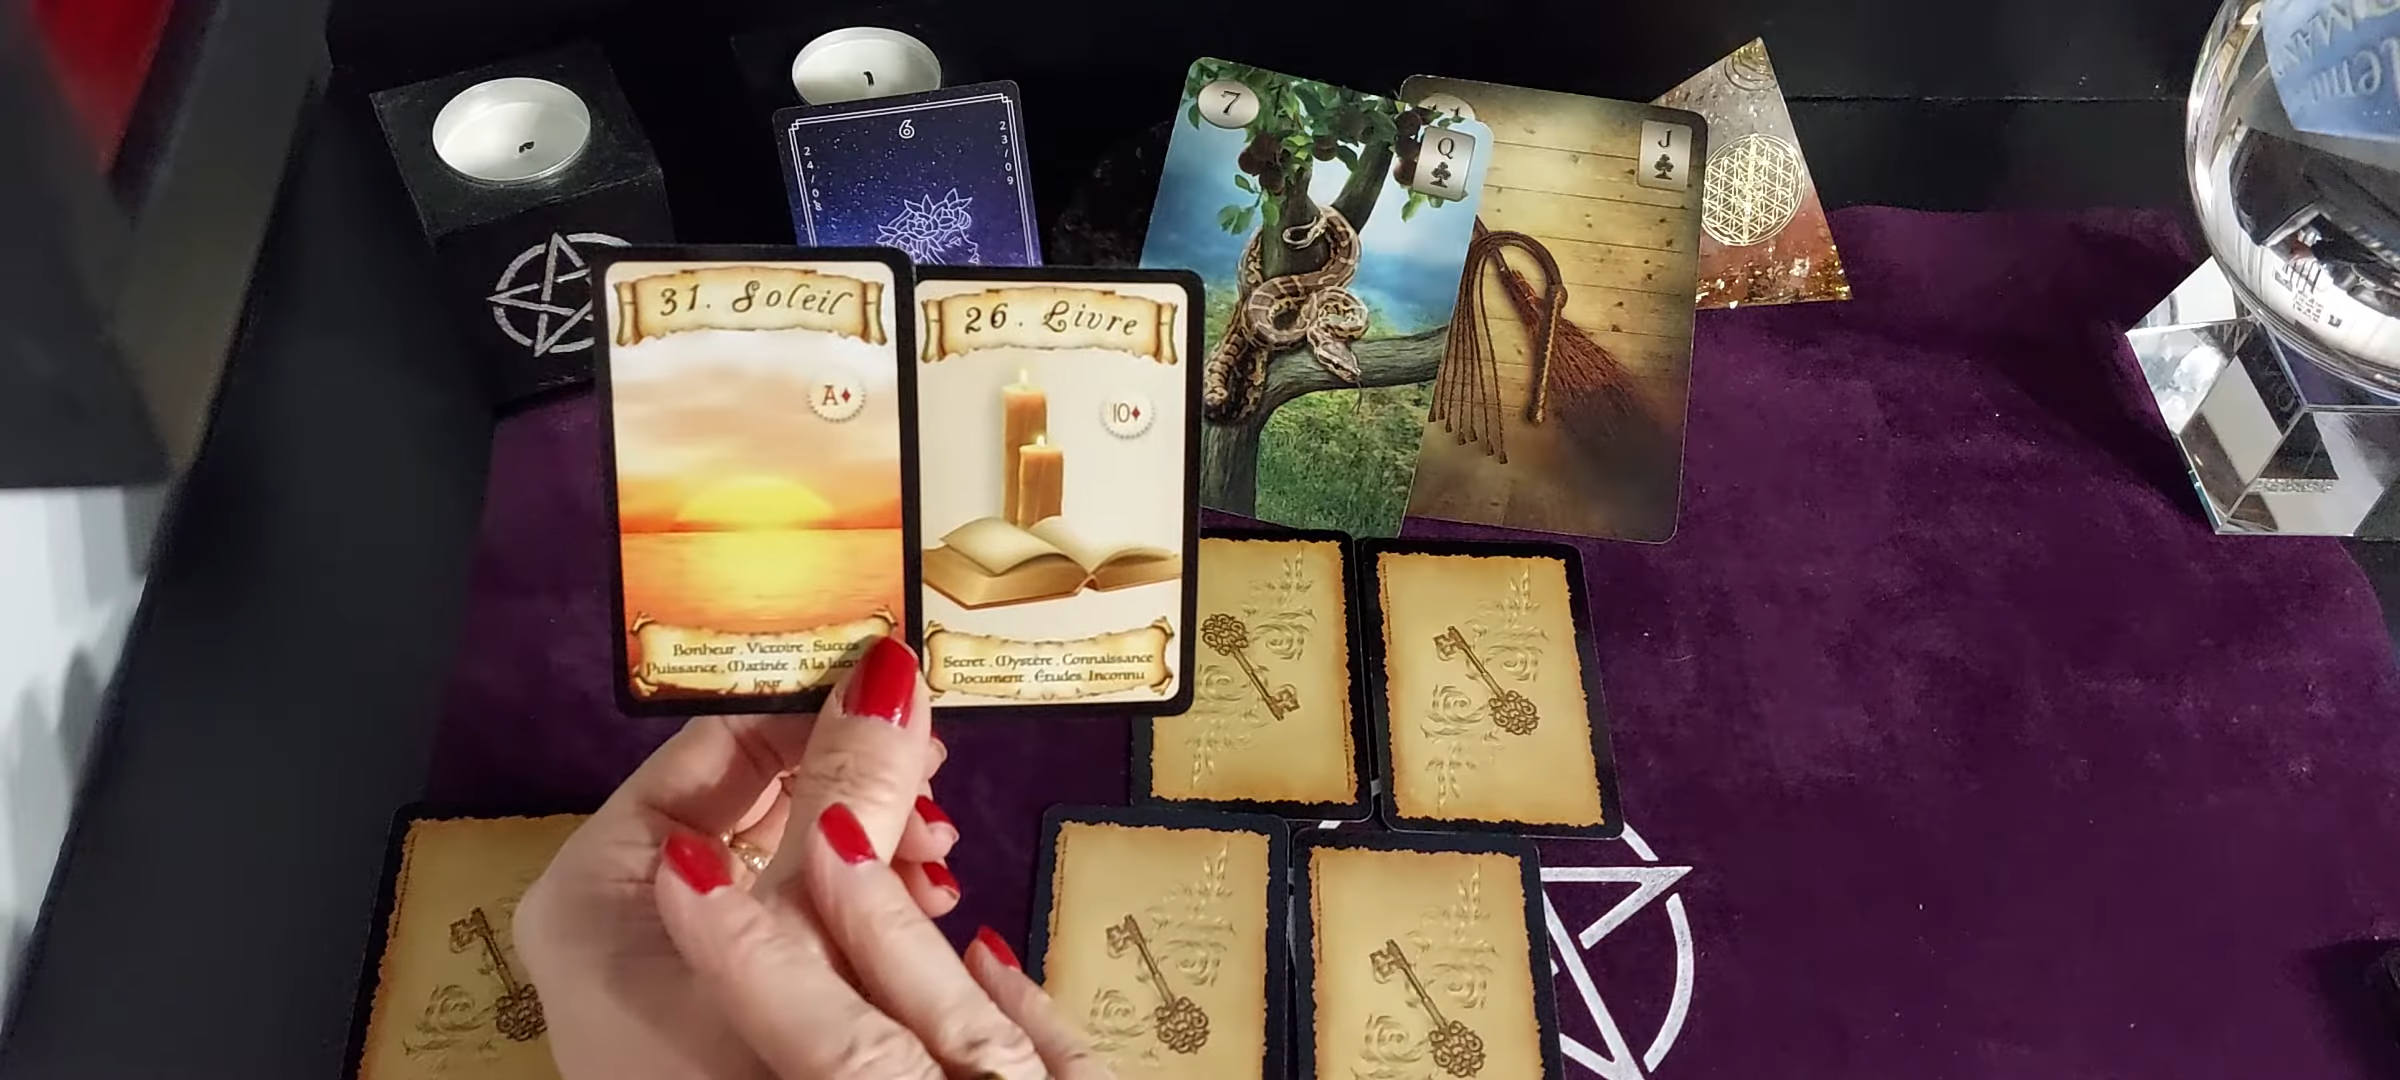 6
24/08
23/09
7
Q
J
31. Soleil
A
Bonheur . Victoire . Succès
Puissance . Matinée . A la
jour
26. Livre
10
Secret . Mystère . Connaissance
Document . Études. Inconnu